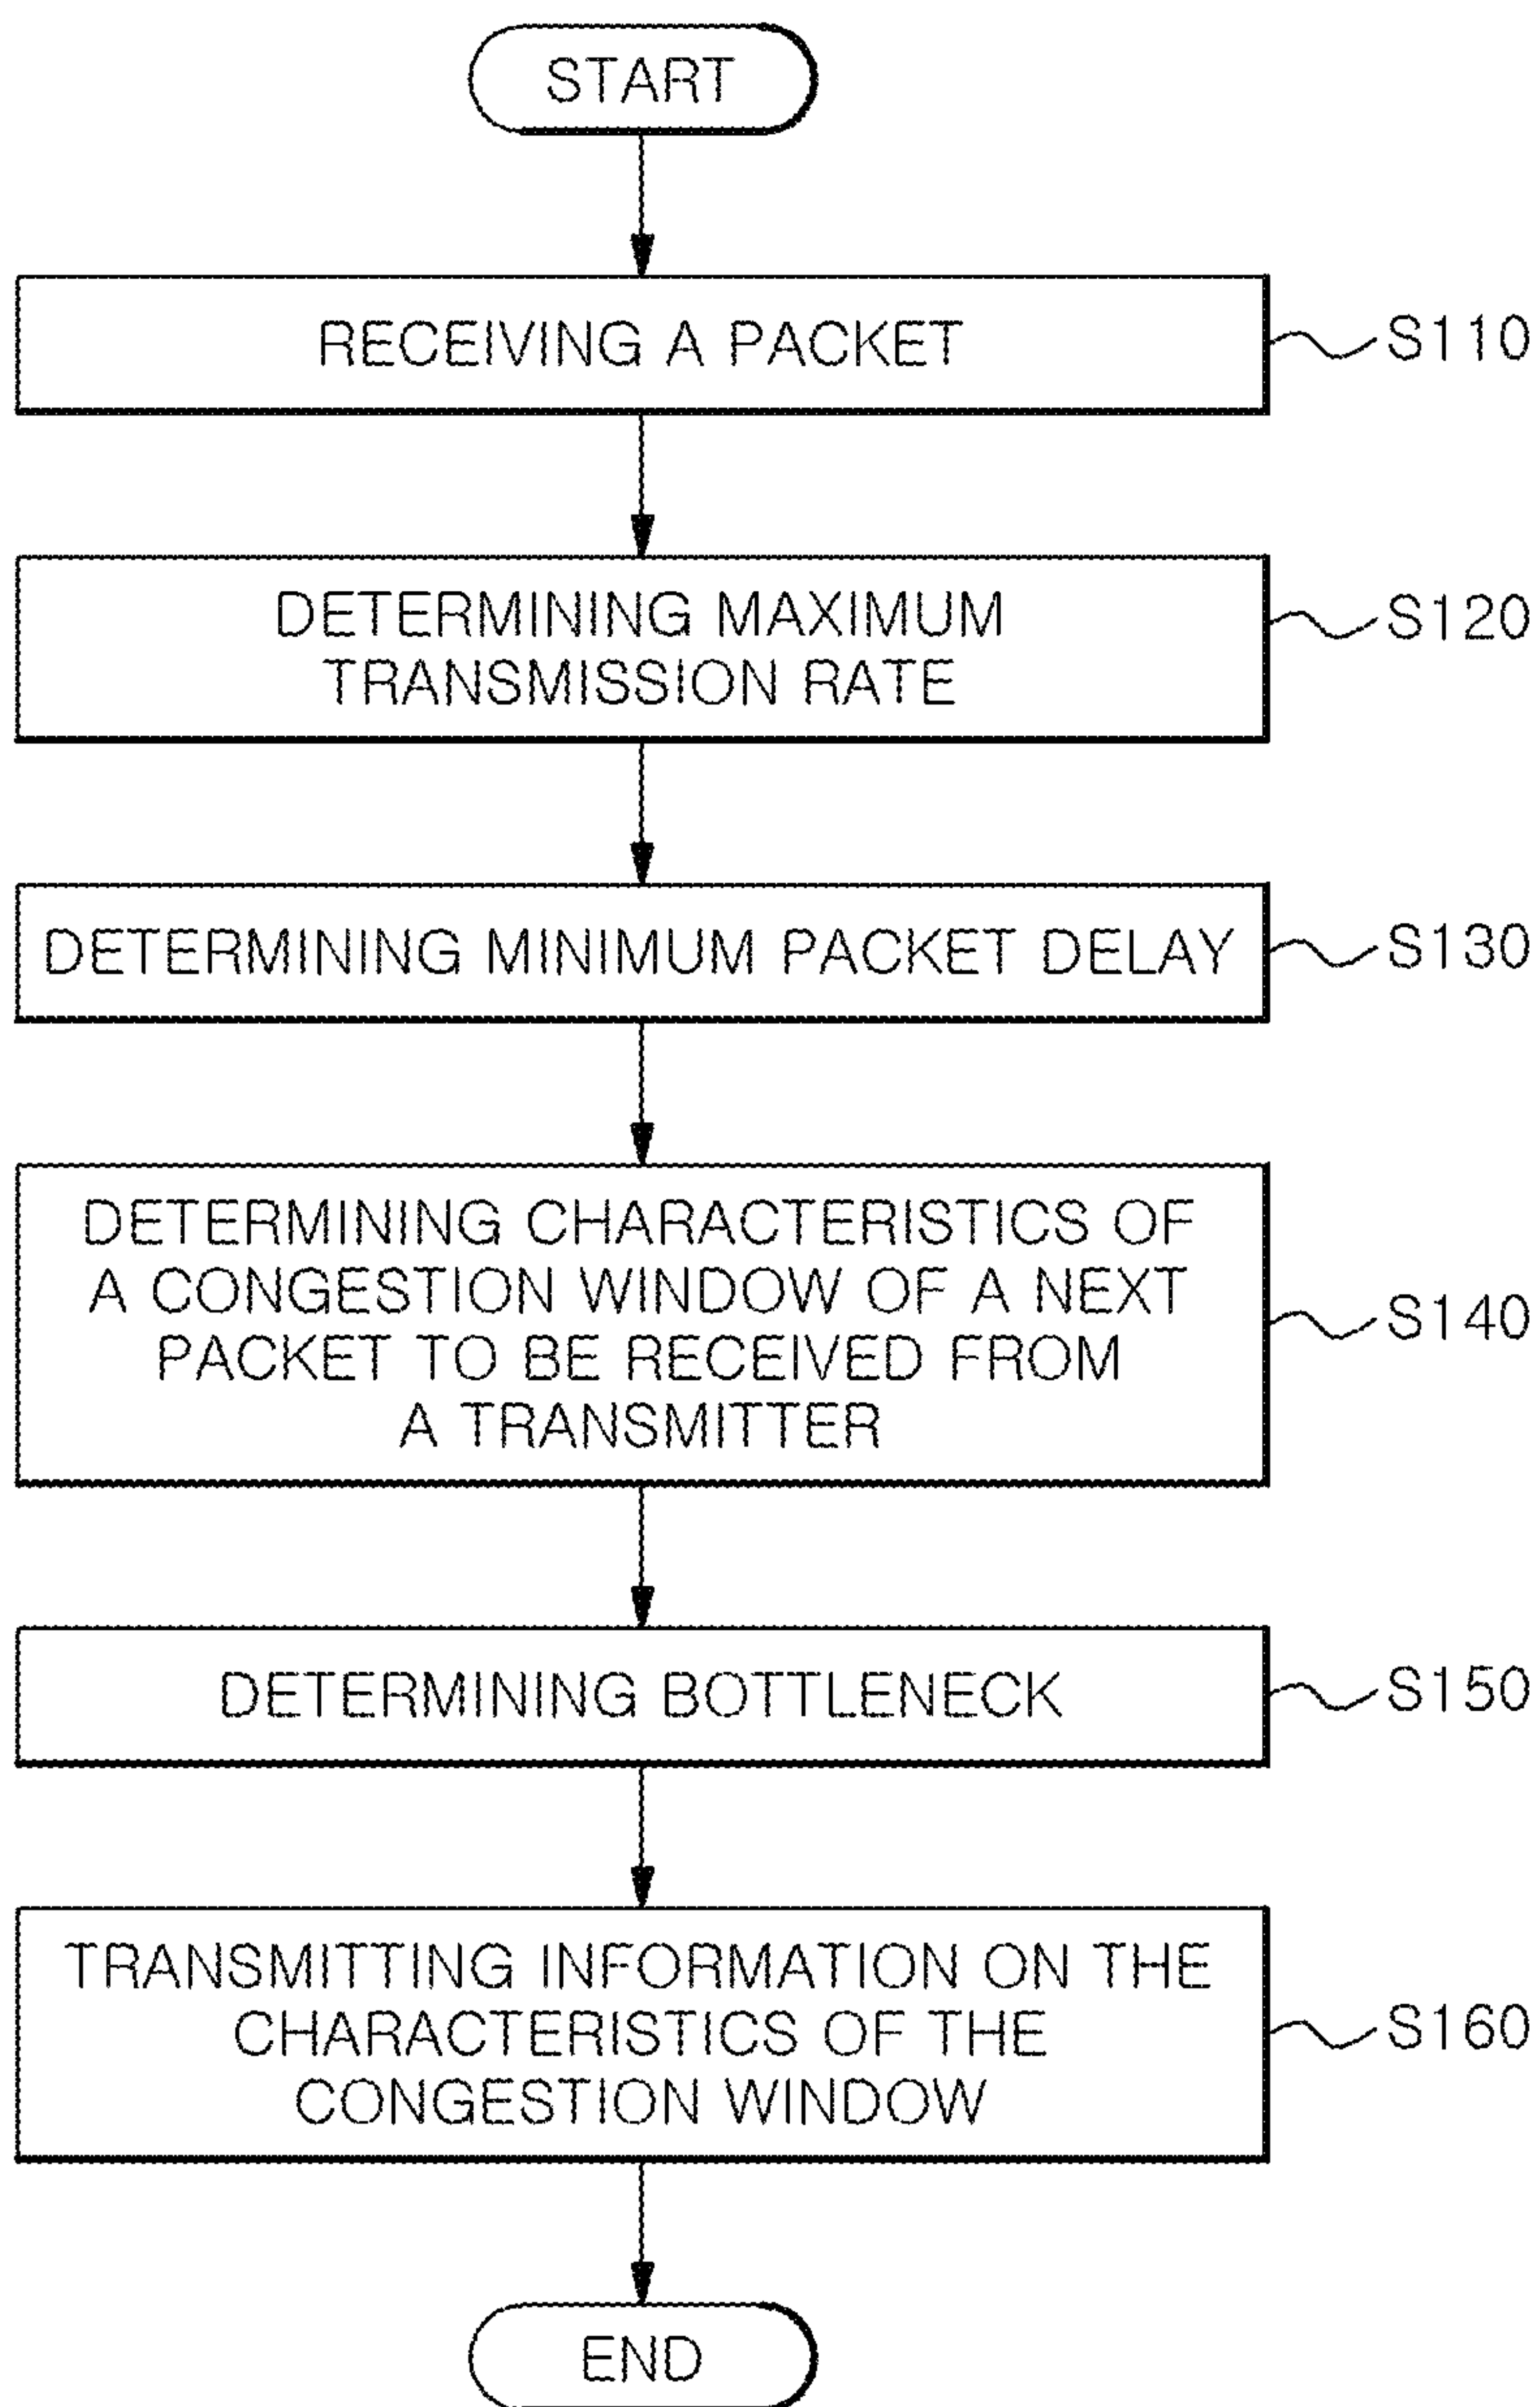 START
RECEIVING A PACKET
S110
DETERMINING MAXIMUM
TRANSMISSION RATE
S120
DETERMINING MINIMUM PACKET DELAY
S130
DETERMINING CHARACTERISTICS OF
A CONGESTION WINDOW OF A NEXT
PACKET TO BE RECEIVED FROM
A TRANSMITTER
S140
DETERMINING BOTTLENECK
S150
TRANSMITTING INFORMATION ON THE
CHARACTERISTICS OF THE
CONGESTION WINDOW
S160
END